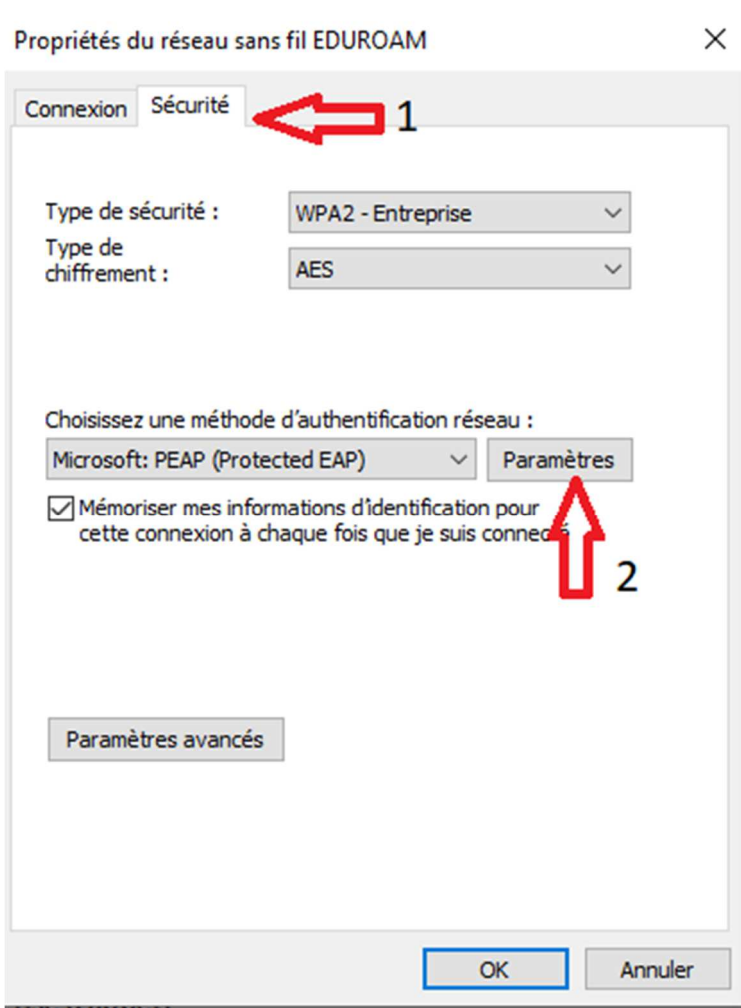 Propriétés du réseau sans fil EDUROAM
Connexion Sécurité
1
Type de sécurité : WPA2 - Entreprise
Type de
chiffrement : AES
Choisissez une méthode d'authentification réseau :
Microsoft: PEAP (Protected EAP) Paramètres
Mémoriser mes informations d'identification pour
cette connexion à chaque fois que je suis connecté
2
Paramètres avancés
OK Annuler